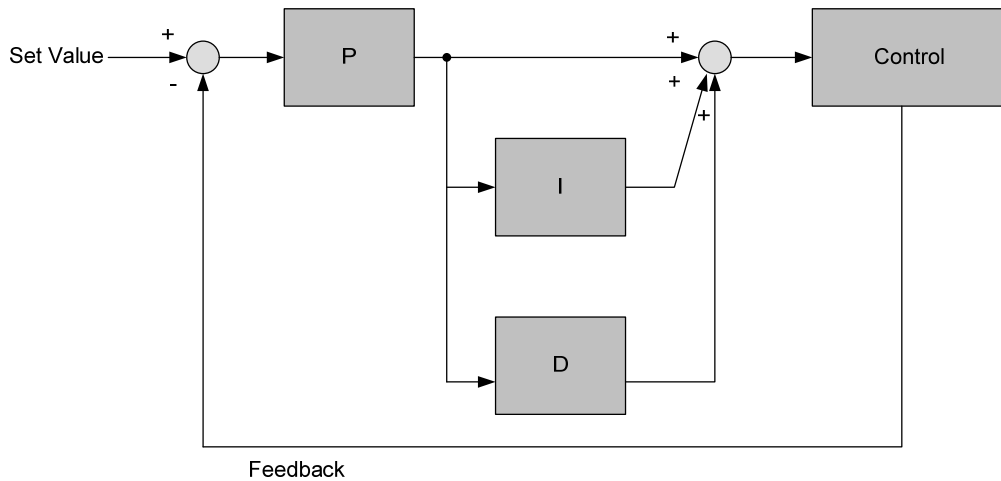 +
Set Value
-
P
+
+
+
Control
I
D
Feedback